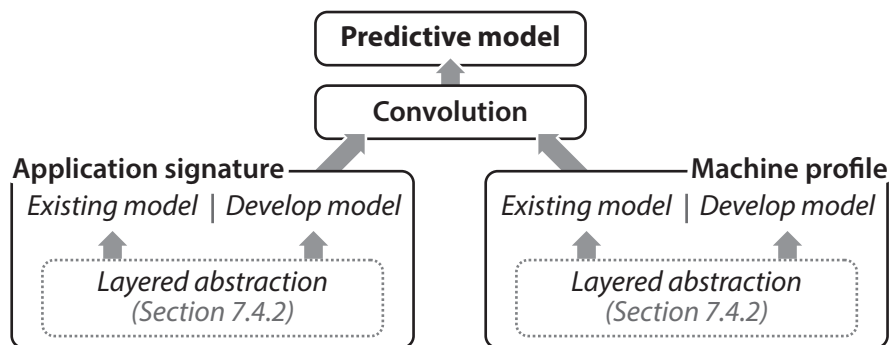 Predictive model
Convolution
Application signature
Existing model | Develop model
Layered abstraction
(Section 7.4.2)
Machine profile
Existing model | Develop model
Layered abstraction
(Section 7.4.2)